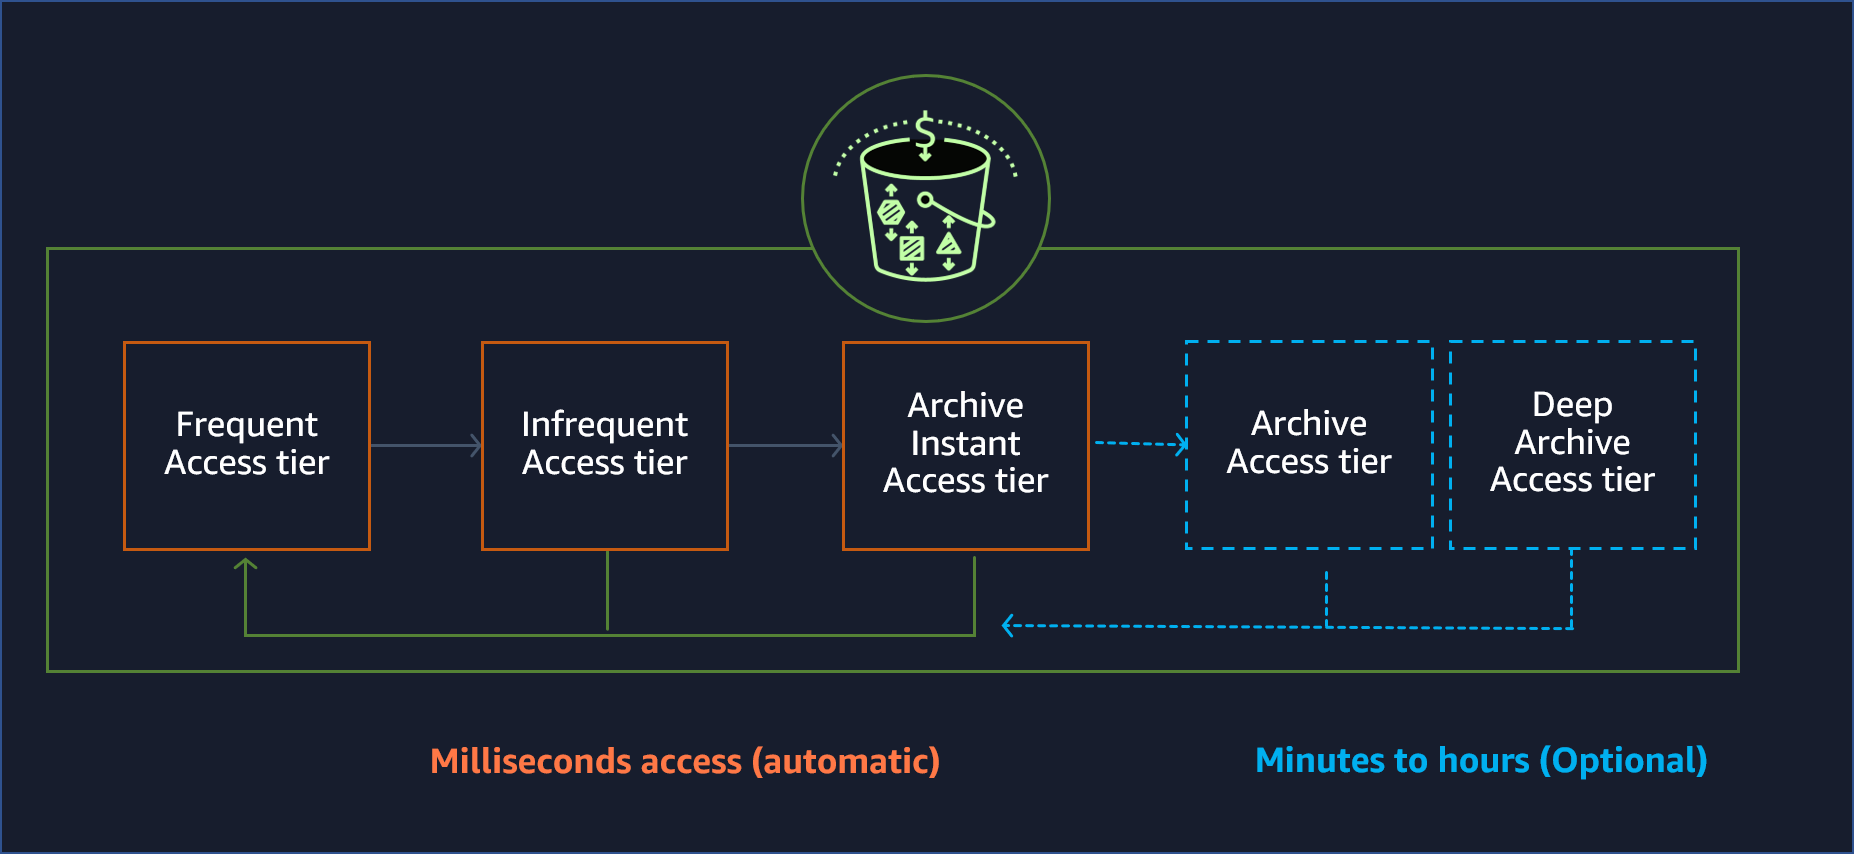 $
Frequent
Access tier
Infrequent
Access tier
Archive
Instant
Access tier
Archive
Access tier
Deep
Archive
Access tier
Milliseconds access (automatic)
Minutes to hours (Optional)